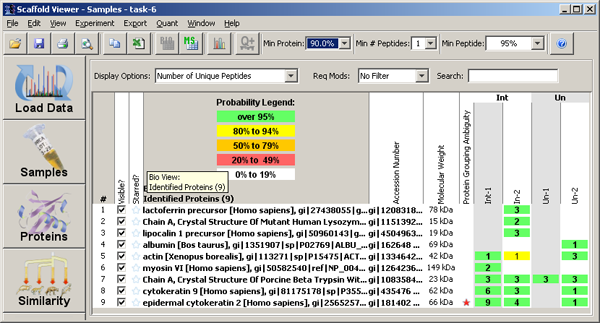 Scaffold Viewer - Samples - task-6
File Edit View Experiment Export Quant Window Help
Min Protein: 90.0% Min # Peptides: 1 Min Peptide: 95%
Display Options: Number of Unique Peptides Req Mods: No Filter Search:
Load Data
Samples
Proteins
Similarity
Probability Legend:
over 95%
80% to 94%
50% to 79%
20% to 49%
0% to 19%
Bio View:
Identified Proteins (9)
# Visible? Starred? Identified Proteins (9) Accession Number Molecular Weight Protein Grouping Ambiguity
Int Un
Int-1 In-2 Un-1 Un-2
1 lactoferrin precursor [Homo sapiens], gi|27438055|g... gi|1208318... 78 kDa 3
2 Chain A, Crystal Structure Of Mutant Human Lysozym... gi|1151392... 15 kDa 2
3 lipocalin 1 precursor [Homo sapiens], gi|50960143|g... gi|4504963... 19 kDa 3
4 albumin [Bos taurus], gi|1351907|sp|P02769|ALBU_... gi|162648 69 kDa 1
5 actin [Xenopus borealis], gi|113271|sp|P15475|ACT... gi|1334642... 42 kDa 1 1 3
6 myosin VI [Homo sapiens], gi|50582540|ref|NP_004... gi|1264236... 149 kDa 2
7 Chain A, Crystal Structure Of Porcine Beta Trypsin Wit... gi|1083584... 23 kDa 2 3 3 3
8 cytokeratin 9 [Homo sapiens], gi|81175178|sp|P355... gi|435476 62 kDa 6 3 1
9 epidermal cytokeratin 2 [Homo sapiens], gi|2565257... gi|181402 66 kDa 9 4 1